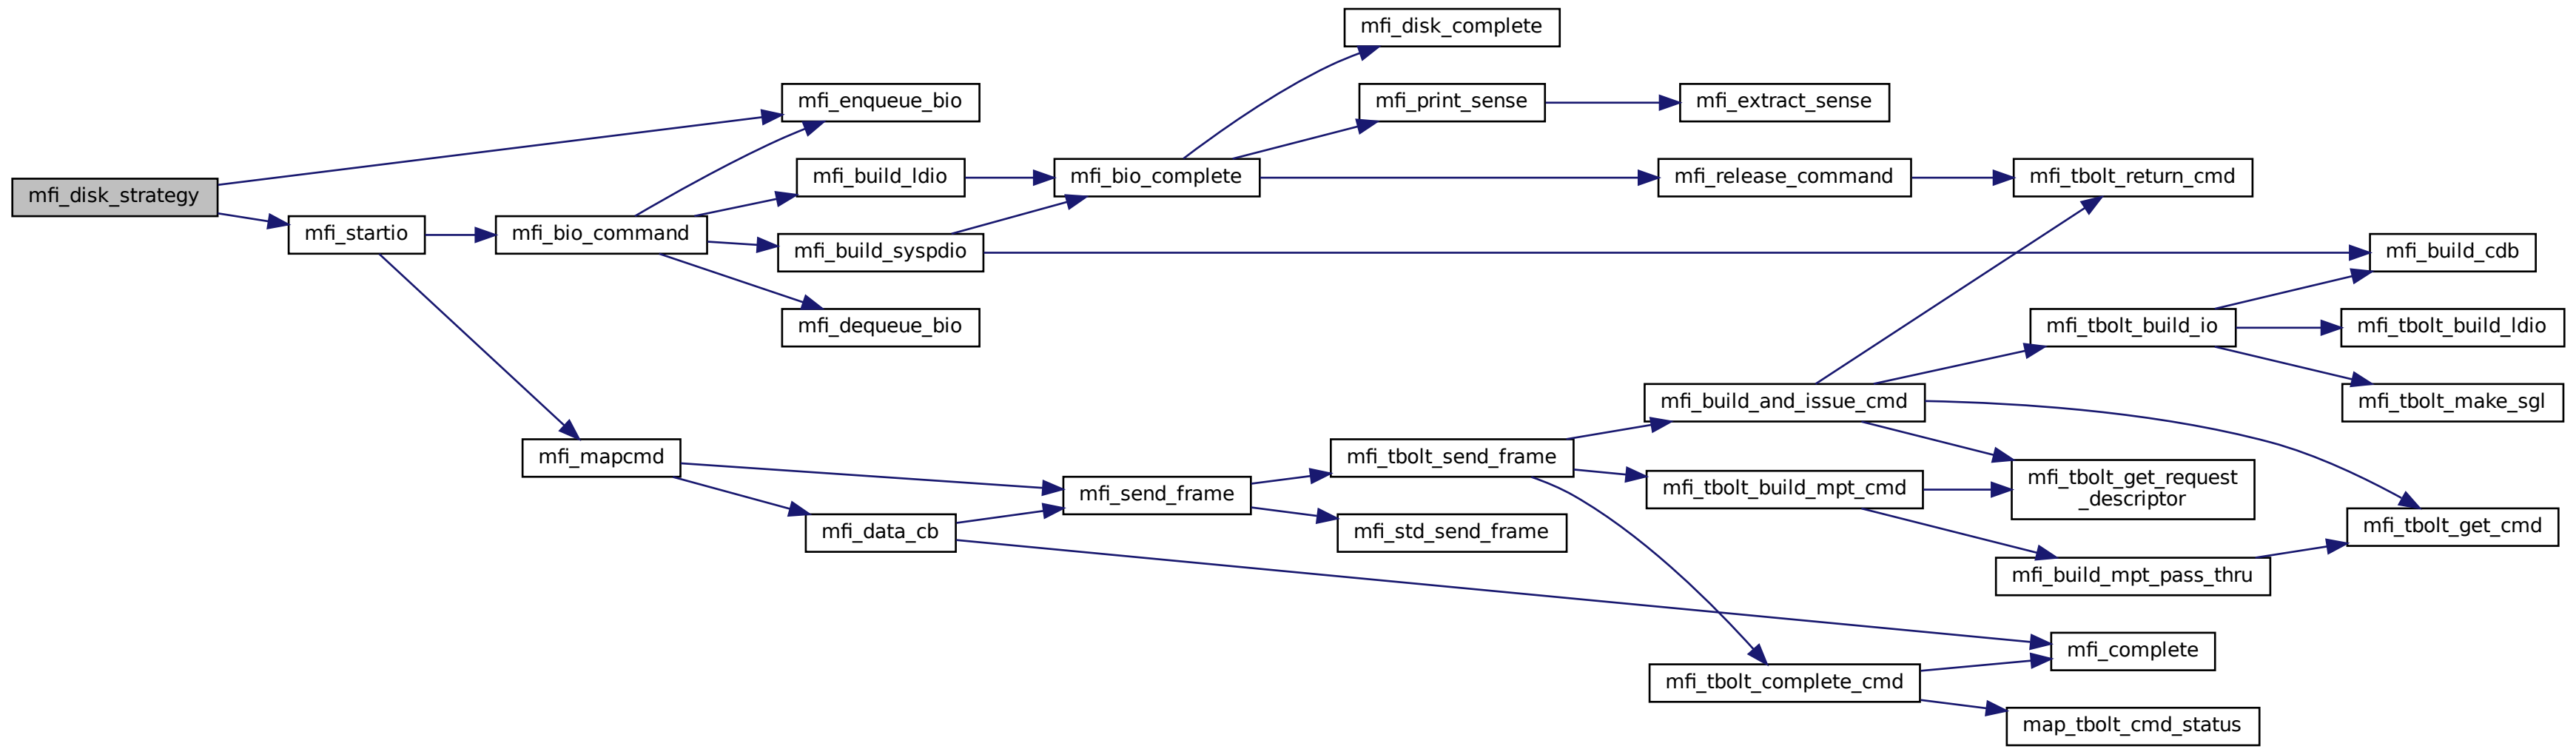 mfi_disk_complete
mfi_enqueue_bio
mfi_print_sense
mfi_extract_sense
mfi_disk_strategy
mfi_build_ldio
mfi_bio_complete
mfi_release_command
mfi_tbolt_return_cmd
mfi_startio
mfi_bio_command
mfi_build_syspdio
mfi_build_cdb
mfi_dequeue_bio
mfi_tbolt_build_io
mfi_tbolt_build_ldio
mfi_build_and_issue_cmd
mfi_tbolt_make_sgl
mfi_mapcmd
mfi_tbolt_send_frame
mfi_send_frame
mfi_tbolt_build_mpt_cmd
mfi_tbolt_get_request
_descriptor
mfi_data_cb
mfi_std_send_frame
mfi_tbolt_get_cmd
mfi_build_mpt_pass_thru
mfi_complete
mfi_tbolt_complete_cmd
map_tbolt_cmd_status